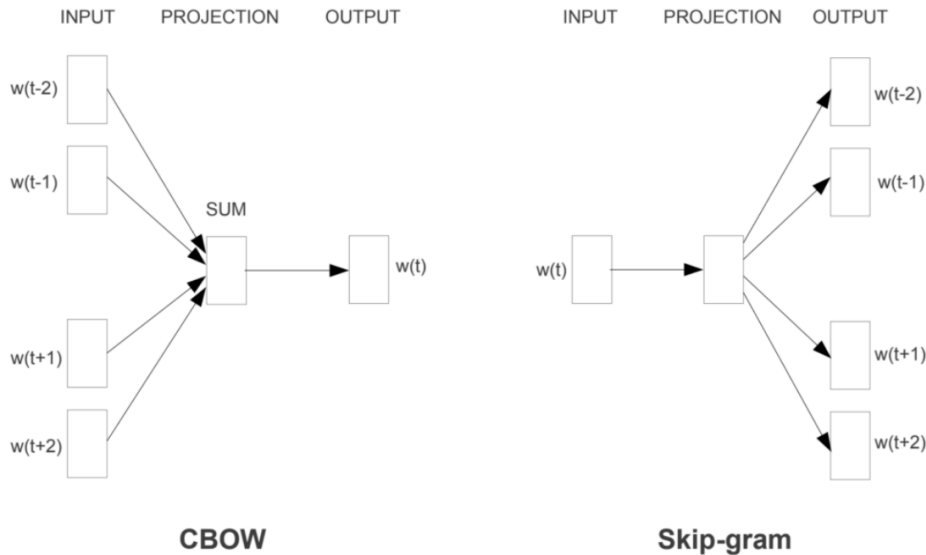 INPUT PROJECTION OUTPUT
w(t-2)
w(t-1)
SUM
w(t)
w(t+1)
w(t+2)
CBOW
INPUT PROJECTION OUTPUT
w(t-2)
w(t-1)
w(t)
w(t+1)
w(t+2)
Skip-gram